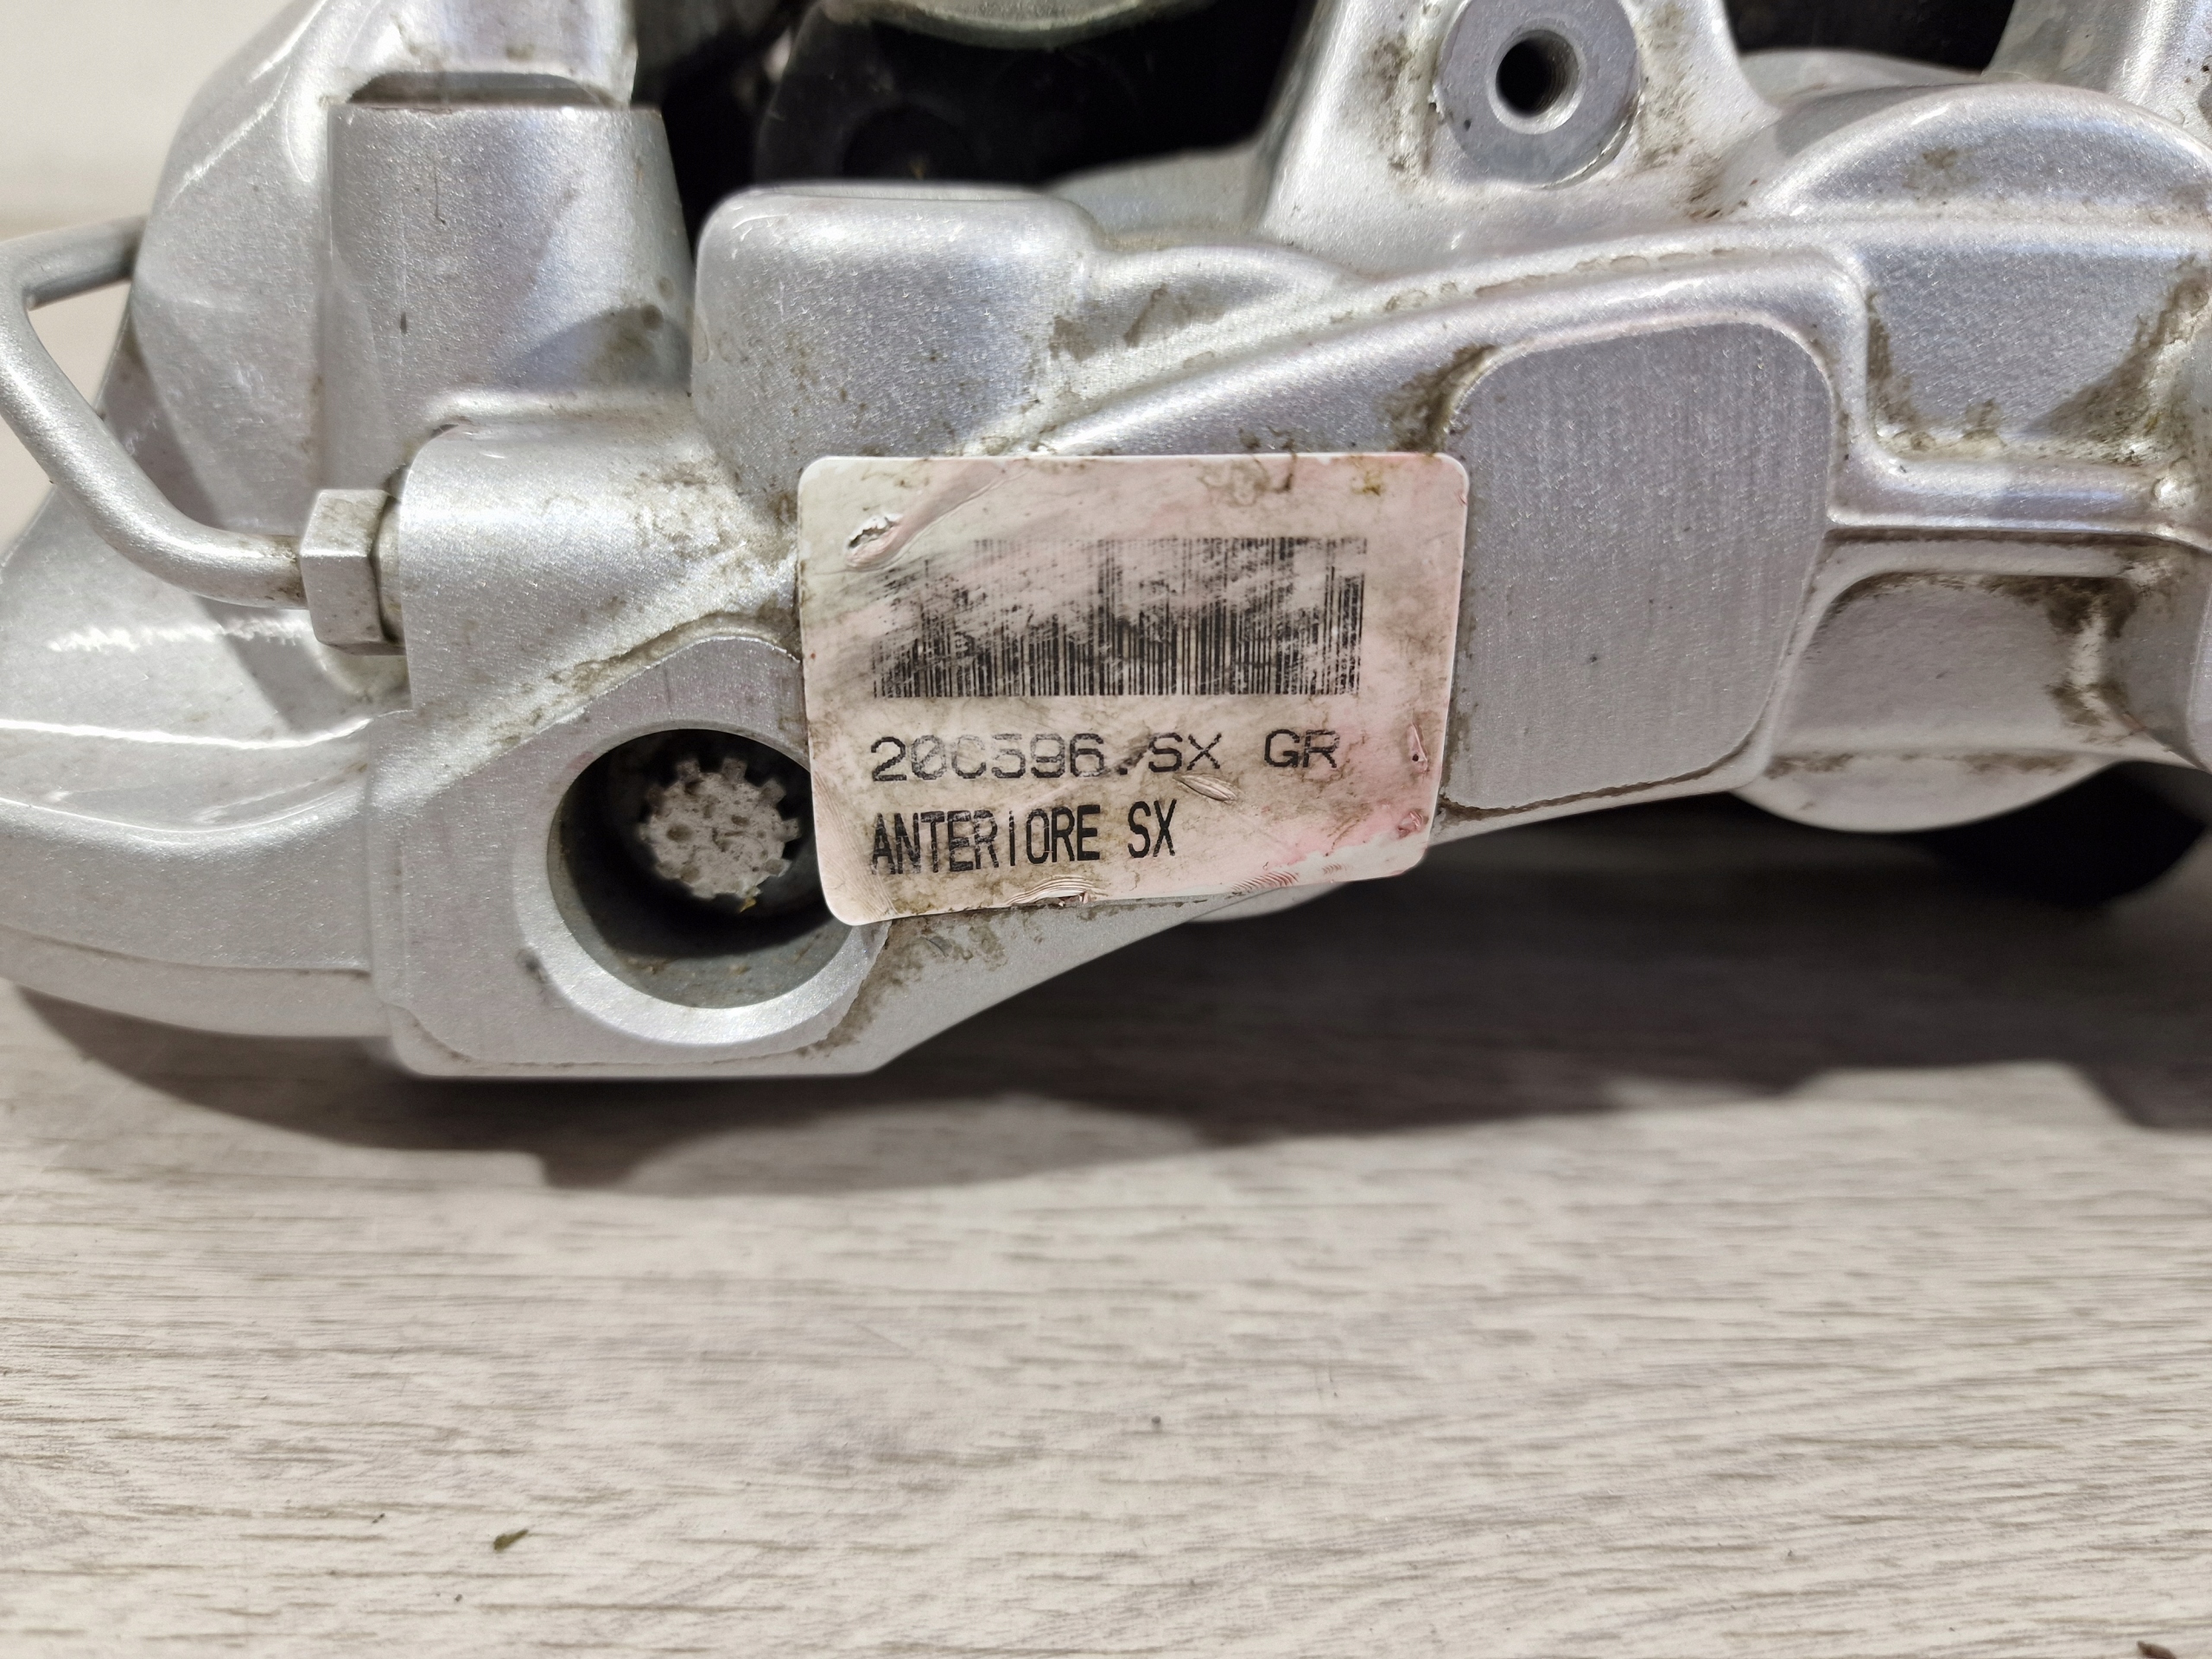 20C396.SX GR
ANTERIORE SX